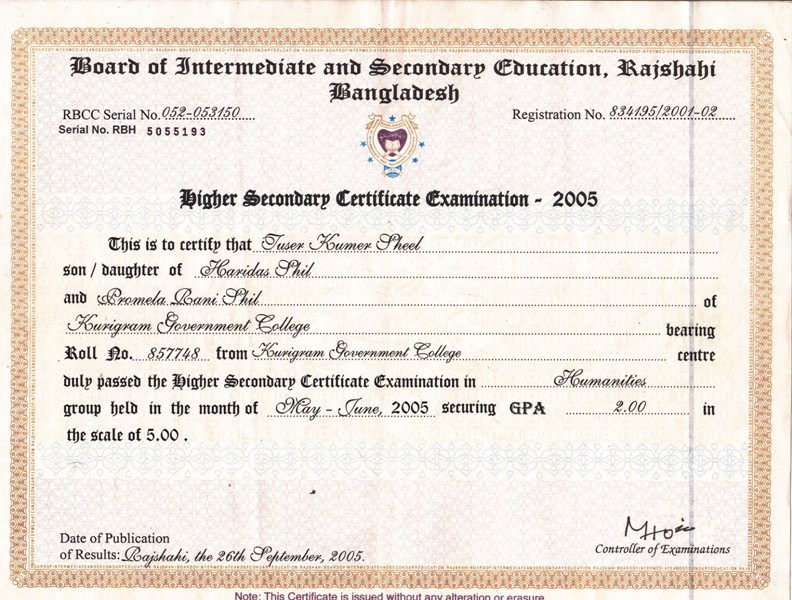 Board of Intermediate and Secondary Education, Rajshahi
Bangladesh
RBCC Serial No. 052-053150
Registration No. 834195/2001-02
Serial No. RBH 5055193
Higher Secondary Certificate Examination - 2005
This is to certify that Tuser Kumer Sheel
son / daughter of Haridas Shil
and Promela Rani Shil of
Kurigram Government College bearing
Roll No. 857748 from Kurigram Government College centre
duly passed the Higher Secondary Certificate Examination in Humanities
group held in the month of May - June, 2005 securing GPA 2.00 in
the scale of 5.00 .
Date of Publication
of Results: Rajshahi, the 26th September, 2005.
Controller of Examinations
Note: This Certificate is issued without any alteration or erasure